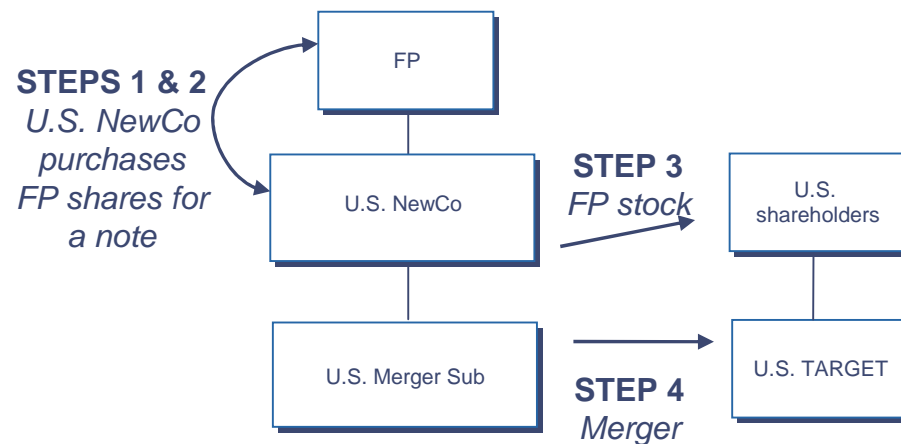 FP
STEPS 1 & 2
U.S. NewCo
purchases
FP shares for
a note
U.S. NewCo
STEP 3
FP stock
U.S.
shareholders
U.S. Merger Sub
STEP 4
Merger
U.S. TARGET